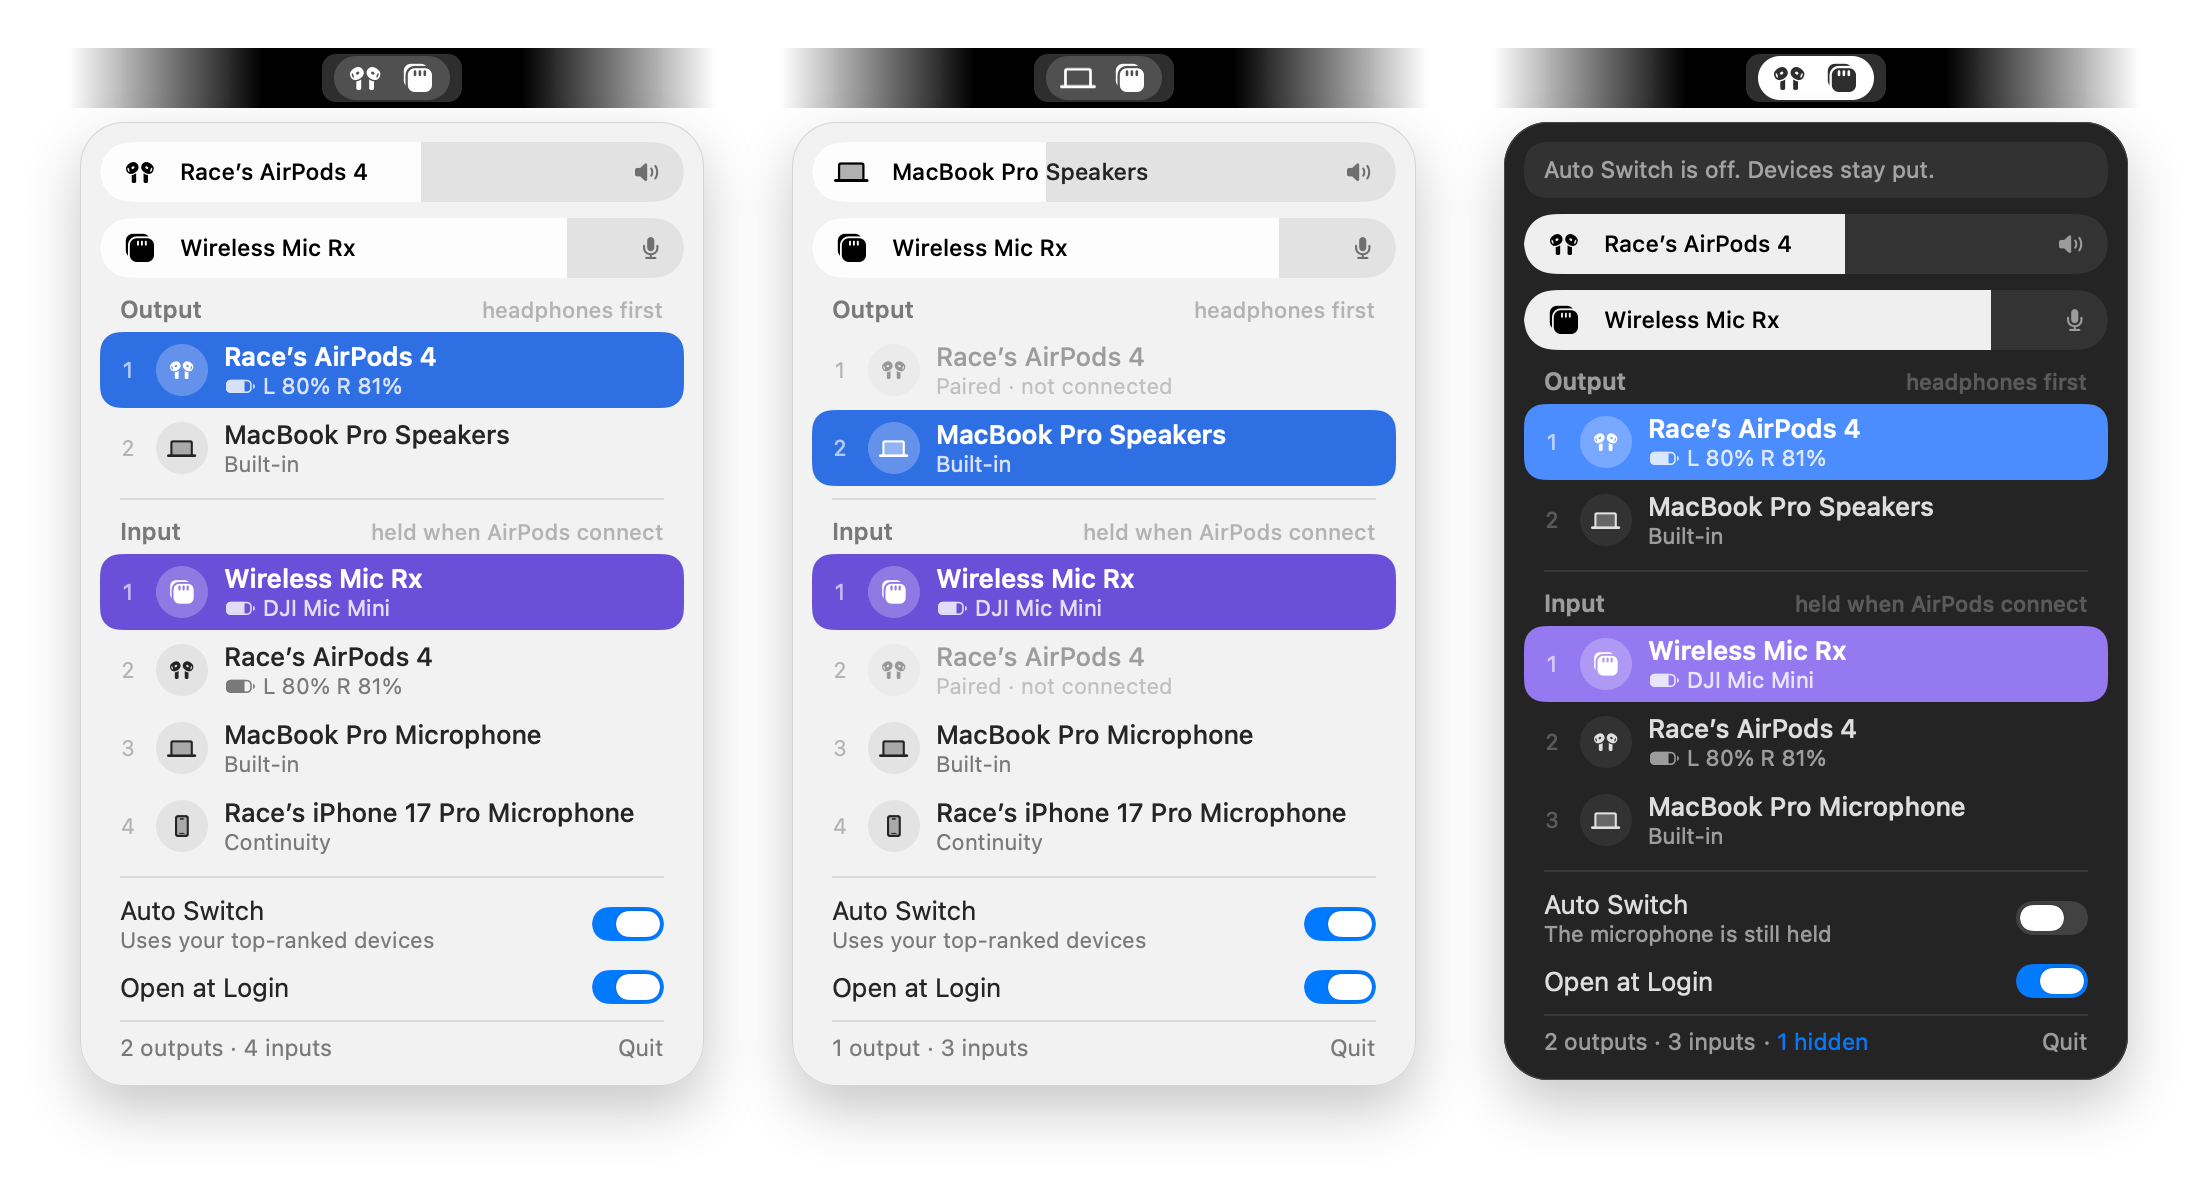 Race’s AirPods 4
Wireless Mic Rx
Output headphones first
1 Race’s AirPods 4
L 80% R 81%
2 MacBook Pro Speakers
Built-in
Input held when AirPods connect
1 Wireless Mic Rx
DJI Mic Mini
2 Race’s AirPods 4
L 80% R 81%
3 MacBook Pro Microphone
Built-in
4 Race’s iPhone 17 Pro Microphone
Continuity
Auto Switch
Uses your top-ranked devices
Open at Login
2 outputs · 4 inputs Quit
MacBook Pro Speakers
Wireless Mic Rx
Output headphones first
1 Race’s AirPods 4
Paired · not connected
2 MacBook Pro Speakers
Built-in
Input held when AirPods connect
1 Wireless Mic Rx
DJI Mic Mini
2 Race’s AirPods 4
Paired · not connected
3 MacBook Pro Microphone
Built-in
4 Race’s iPhone 17 Pro Microphone
Continuity
Auto Switch
Uses your top-ranked devices
Open at Login
1 output · 3 inputs Quit
Auto Switch is off. Devices stay put.
Race’s AirPods 4
Wireless Mic Rx
Output headphones first
1 Race’s AirPods 4
L 80% R 81%
2 MacBook Pro Speakers
Built-in
Input held when AirPods connect
1 Wireless Mic Rx
DJI Mic Mini
2 Race’s AirPods 4
L 80% R 81%
3 MacBook Pro Microphone
Built-in
Auto Switch
The microphone is still held
Open at Login
2 outputs · 3 inputs · 1 hidden Quit